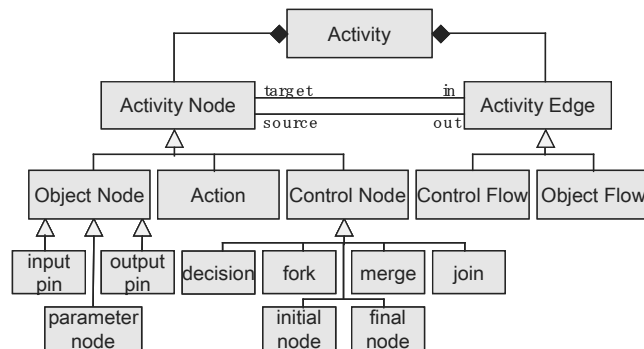 Activity
target
in
Activity Node
Activity Edge
source
out
Object Node
Action
Control Node
Control Flow
Object Flow
input
pin
output
pin
decision
fork
merge
join
parameter
node
initial
node
final
node